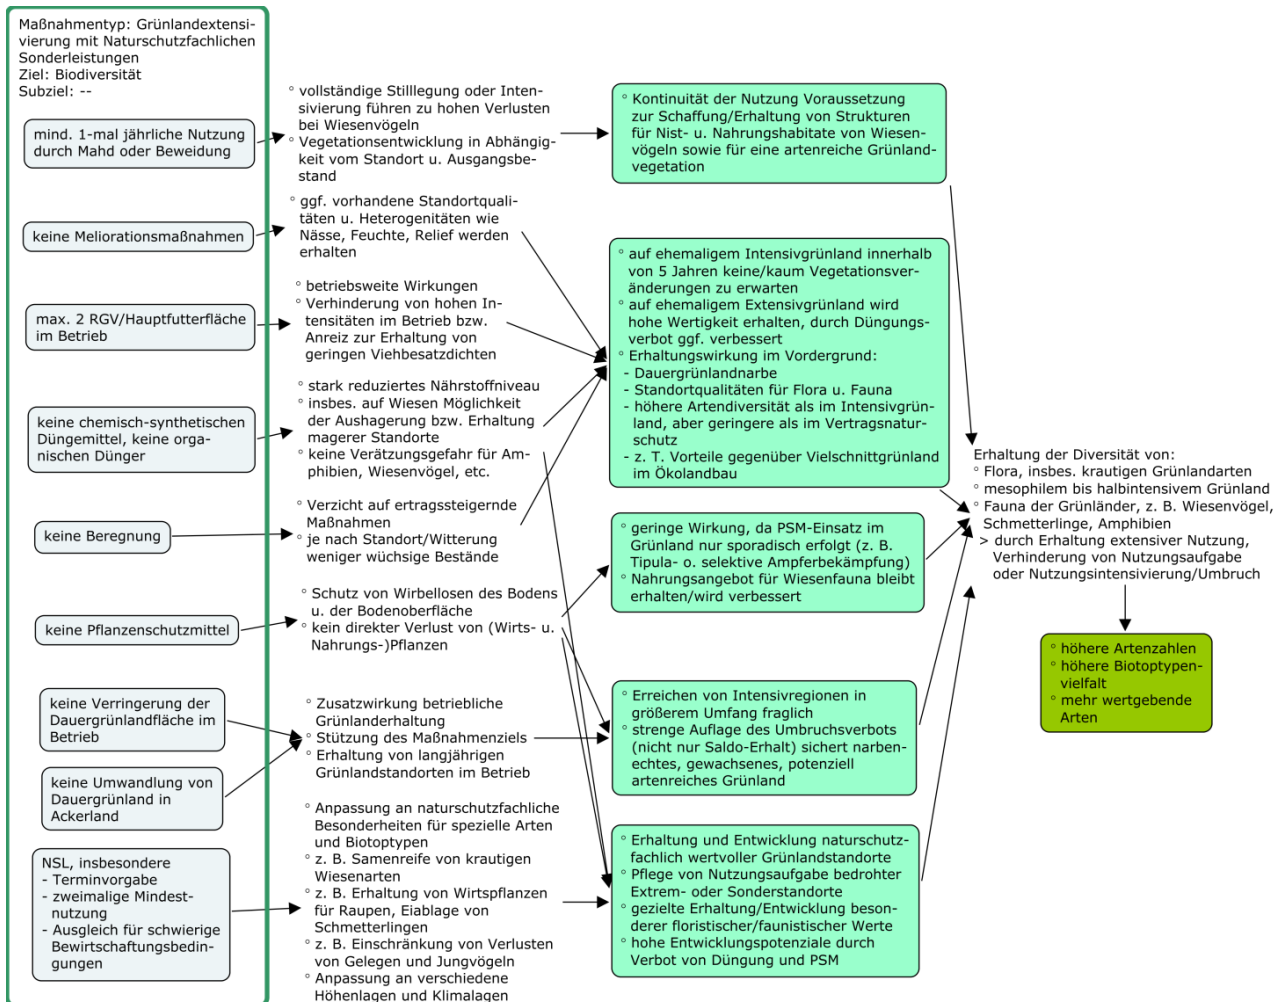 Maßnahmentyp: Grünlandextensi-
vierung mit Naturschutzfachlichen
Sonderleistungen
Ziel: Biodiversität
Subziel: --
mind. 1-mal jährliche Nutzung
durch Mahd oder Beweidung
keine Meliorationsmaßnahmen
max. 2 RGV/Hauptfutterfläche
im Betrieb
keine chemisch-synthetischen
Düngemittel, keine orga-
nischen Dünger
keine Beregnung
keine Pflanzenschutzmittel
keine Verringerung der
Dauergrünlandfläche im
Betrieb
keine Umwandlung von
Dauergrünland in
Ackerland
NSL, insbesondere
- Terminvorgabe
- zweimalige Mindest-
nutzung
- Ausgleich für schwierige
Bewirtschaftungsbedin-
gungen
° vollständige Stilllegung oder Inten-
sivierung führen zu hohen Verlusten
bei Wiesenvögeln
° Vegetationsentwicklung in Abhängig-
keit vom Standort u. Ausgangsbe-
stand
° ggf. vorhandene Standortquali-
täten u. Heterogenitäten wie
Nässe, Feuchte, Relief werden
erhalten
° betriebsweite Wirkungen
° Verhinderung von hohen In-
tensitäten im Betrieb bzw.
Anreiz zur Erhaltung von
geringen Viehbesatzdichten
° stark reduziertes Nährstoffniveau
° insbes. auf Wiesen Möglichkeit
der Aushagerung bzw. Erhaltung
magerer Standorte
° keine Verätzungsgefahr für Am-
phibien, Wiesenvögel, etc.
° Verzicht auf ertragssteigernde
Maßnahmen
° je nach Standort/Witterung
weniger wüchsige Bestände
° Schutz von Wirbellosen des Bodens
u. der Bodenoberfläche
° kein direkter Verlust von (Wirts- u.
Nahrungs-)Pflanzen
° Zusatzwirkung betriebliche
Grünlanderhaltung
° Stützung des Maßnahmenziels
° Erhaltung von langjährigen
Grünlandstandorten im Betrieb
° Anpassung an naturschutzfachliche
Besonderheiten für spezielle Arten
und Biotoptypen
° z. B. Samenreife von krautigen
Wiesenarten
° z. B. Erhaltung von Wirtspflanzen
für Raupen, Eiablage von
Schmetterlingen
° z. B. Einschränkung von Verlusten
von Gelegen und Jungvögeln
° Anpassung an verschiedene
Höhenlagen und Klimalagen
° Kontinuität der Nutzung Voraussetzung
zur Schaffung/Erhaltung von Strukturen
für Nist- u. Nahrungshabitate von Wiesen-
vögeln sowie für eine artenreiche Grünland-
vegetation
° auf ehemaligem Intensivgrünland innerhalb
von 5 Jahren keine/kaum Vegetationsver-
änderungen zu erwarten
° auf ehemaligem Extensivgrünland wird
hohe Wertigkeit erhalten, durch Düngungs-
verbot ggf. verbessert
° Erhaltungswirkung im Vordergrund:
- Dauergrünlandnarbe
- Standortqualitäten für Flora u. Fauna
- höhere Artendiversität als im Intensivgrün-
land, aber geringere als im Vertragsnatur-
schutz
- z. T. Vorteile gegenüber Vielschnittgrünland
im Ökolandbau
° geringe Wirkung, da PSM-Einsatz im
Grünland nur sporadisch erfolgt (z. B.
Tipula- o. selektive Ampferbekämpfung)
° Nahrungsangebot für Wiesenfauna bleibt
erhalten/wird verbessert
° Erreichen von Intensivregionen in
größerem Umfang fraglich
° strenge Auflage des Umbruchsverbots
(nicht nur Saldo-Erhalt) sichert narben-
echtes, gewachsenes, potenziell
artenreiches Grünland
° Erhaltung und Entwicklung naturschutz-
fachlich wertvoller Grünlandstandorte
° Pflege von Nutzungsaufgabe bedrohter
Extrem- oder Sonderstandorte
° gezielte Erhaltung/Entwicklung beson-
derer floristischer/faunistischer Werte
° hohe Entwicklungspotenziale durch
Verbot von Düngung und PSM
Erhaltung der Diversität von:
° Flora, insbes. krautigen Grünlandarten
° mesophilem bis halbintensivem Grünland
° Fauna der Grünländer, z. B. Wiesenvögel,
Schmetterlinge, Amphibien
> durch Erhaltung extensiver Nutzung,
Verhinderung von Nutzungsaufgabe
oder Nutzungsintensivierung/Umbruch
° höhere Artenzahlen
° höhere Biotoptypen-
vielfalt
° mehr wertgebende
Arten